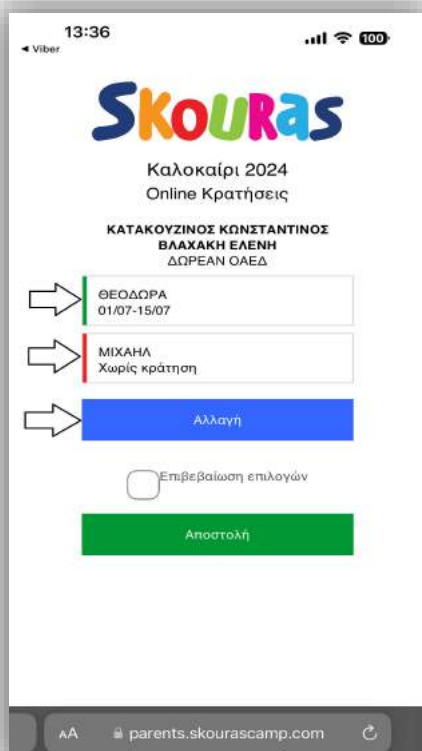 13:36
100
◄ Viber
SKOURAS
Καλοκαίρι 2024
Online Κρατήσεις
ΚΑΤΑΚΟΥΖΙΝΟΣ ΚΩΝΣΤΑΝΤΙΝΟΣ
ΒΛΑΧΑΚΗ ΕΛΕΝΗ
ΔΩΡΕΑΝ ΟΑΕΔ
ΘΕΟΔΩΡΑ
01/07-15/07
ΜΙΧΑΗΛ
Χωρίς κράτηση
Αλλαγή
Επιβεβαίωση επιλογών
Αποστολή
AA parents.skourascamp.com